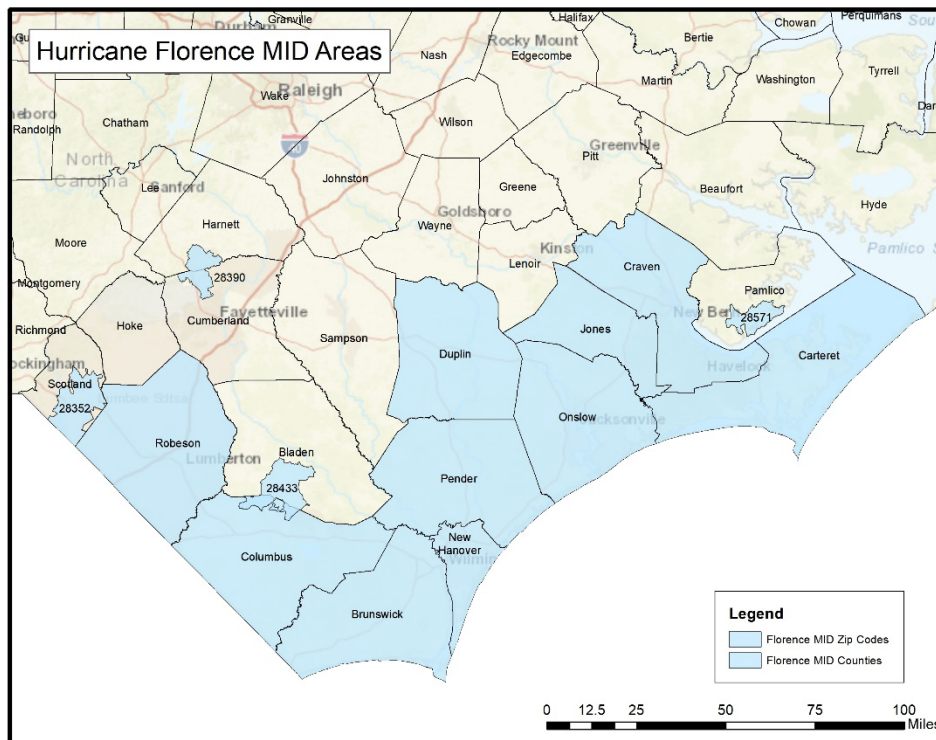 Granville
Halifax
Chowan
Perquimans
Durham
Hurricane Florence MID Areas
Nash
Rocky Mount
Edgecombe
Bertie
Washington
Tyrrell
Martin
Wake
Raleigh
Randolph
Chatham
Wilson
North
Carolina
Lee
Sanford
Johnston
Greenville
Pitt
Greene
Beaufort
Hyde
Harnett
Goldsboro
Wayne
Moore
Kinston
Pamlico S
Lenoir
Craven
28390
Montgomery
Pamlico
Fayetteville
New Bern
28571
Richmond
Hoke
Cumberland
Sampson
Jones
Duplin
Carteret
ockingham
Havelock
Scotland
28352
Onslow
Jacksonville
Robeson
Lumberton
Bladen
Pender
28433
New
Hanover
Columbus
Brunswick
Legend
Florence MID Zip Codes
Florence MID Counties
0 12.5 25 50 75 100
Miles